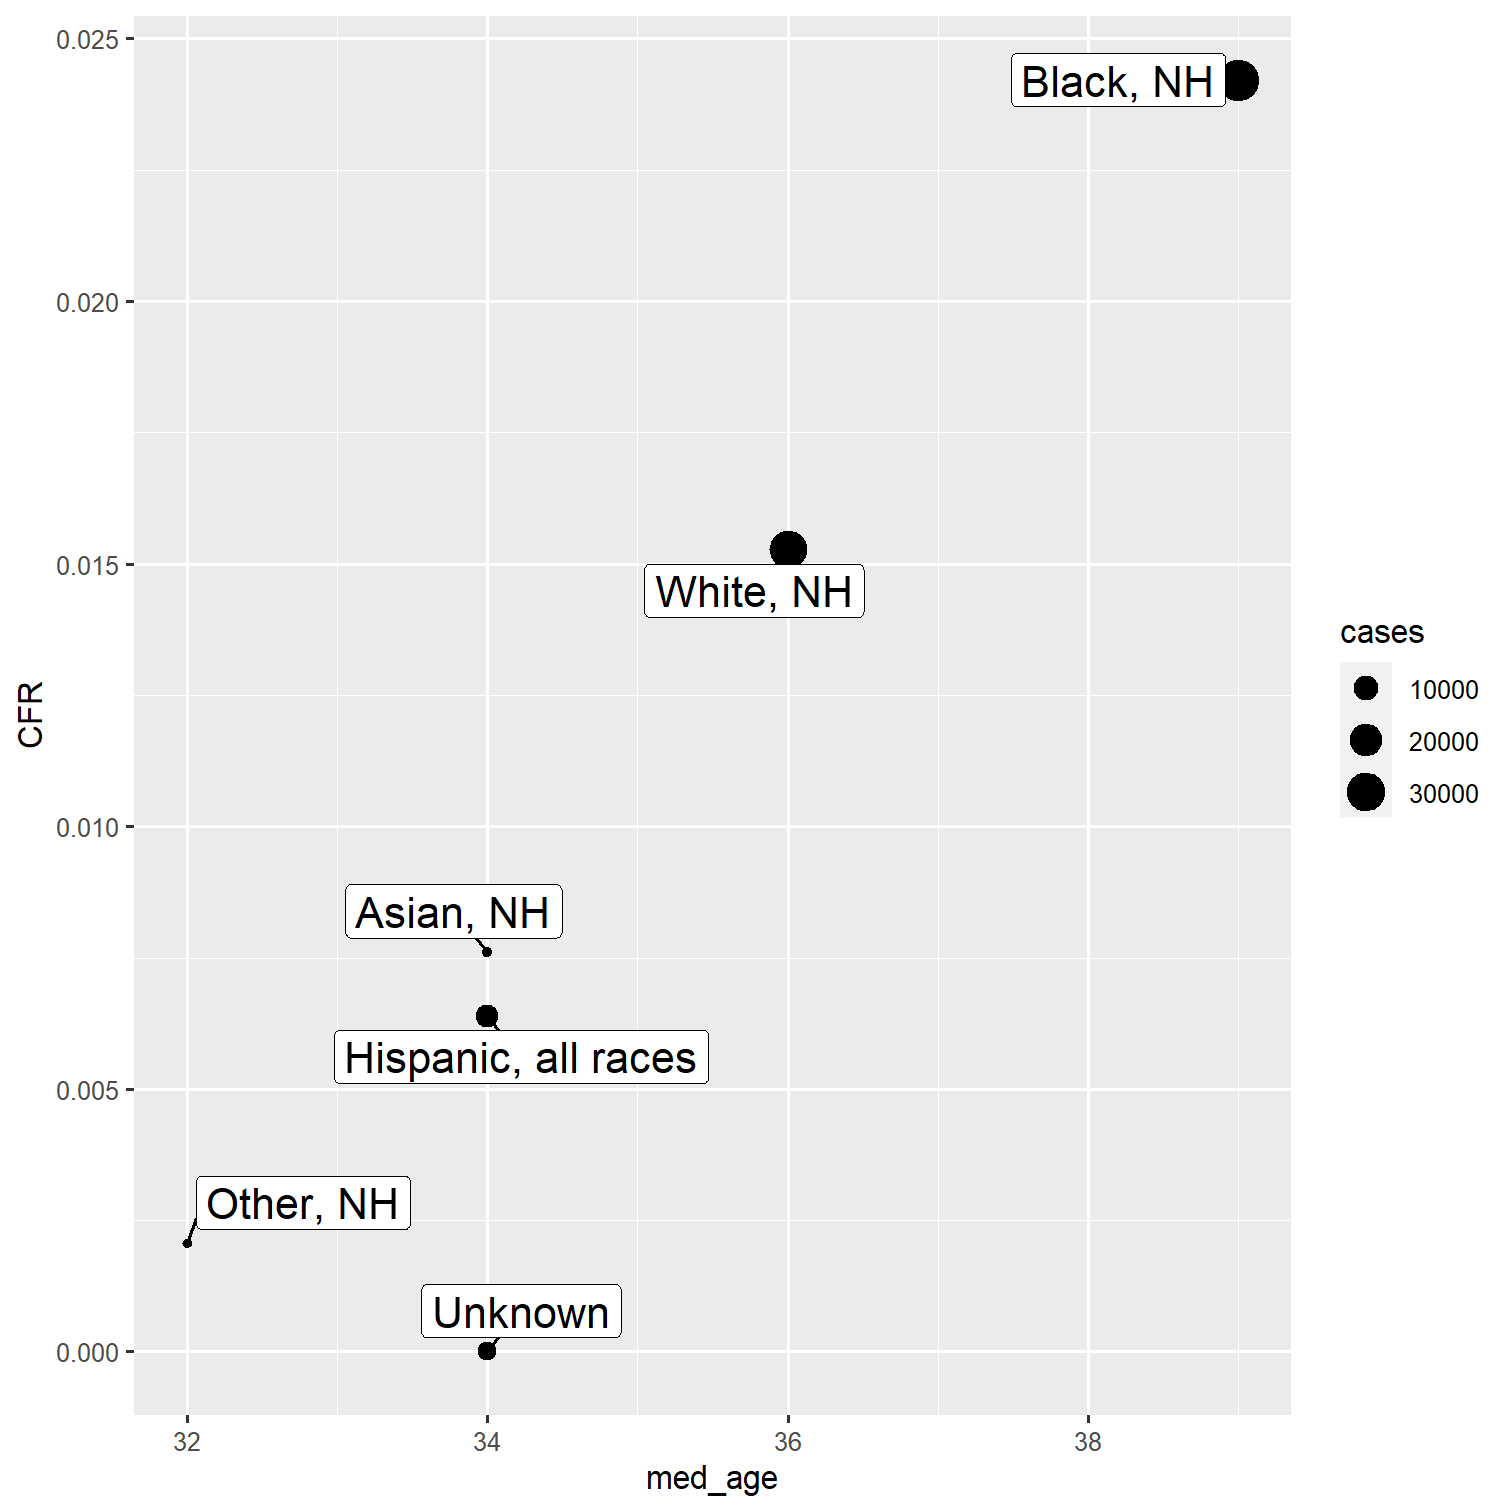 0.025
Black, NH
0.020
0.015
White, NH
cases
10000
20000
30000
CFR
0.010
Asian, NH
Hispanic, all races
0.005
Other, NH
Unknown
0.000
32
34
36
38
med_age